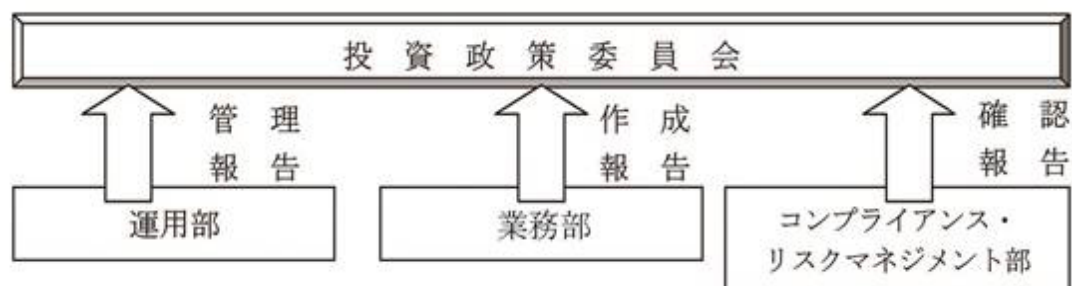 投資政策委員会
管理
報告
作成
報告
確認
報告
運用部
業務部
コンプライアンス・
リスクマネジメント部